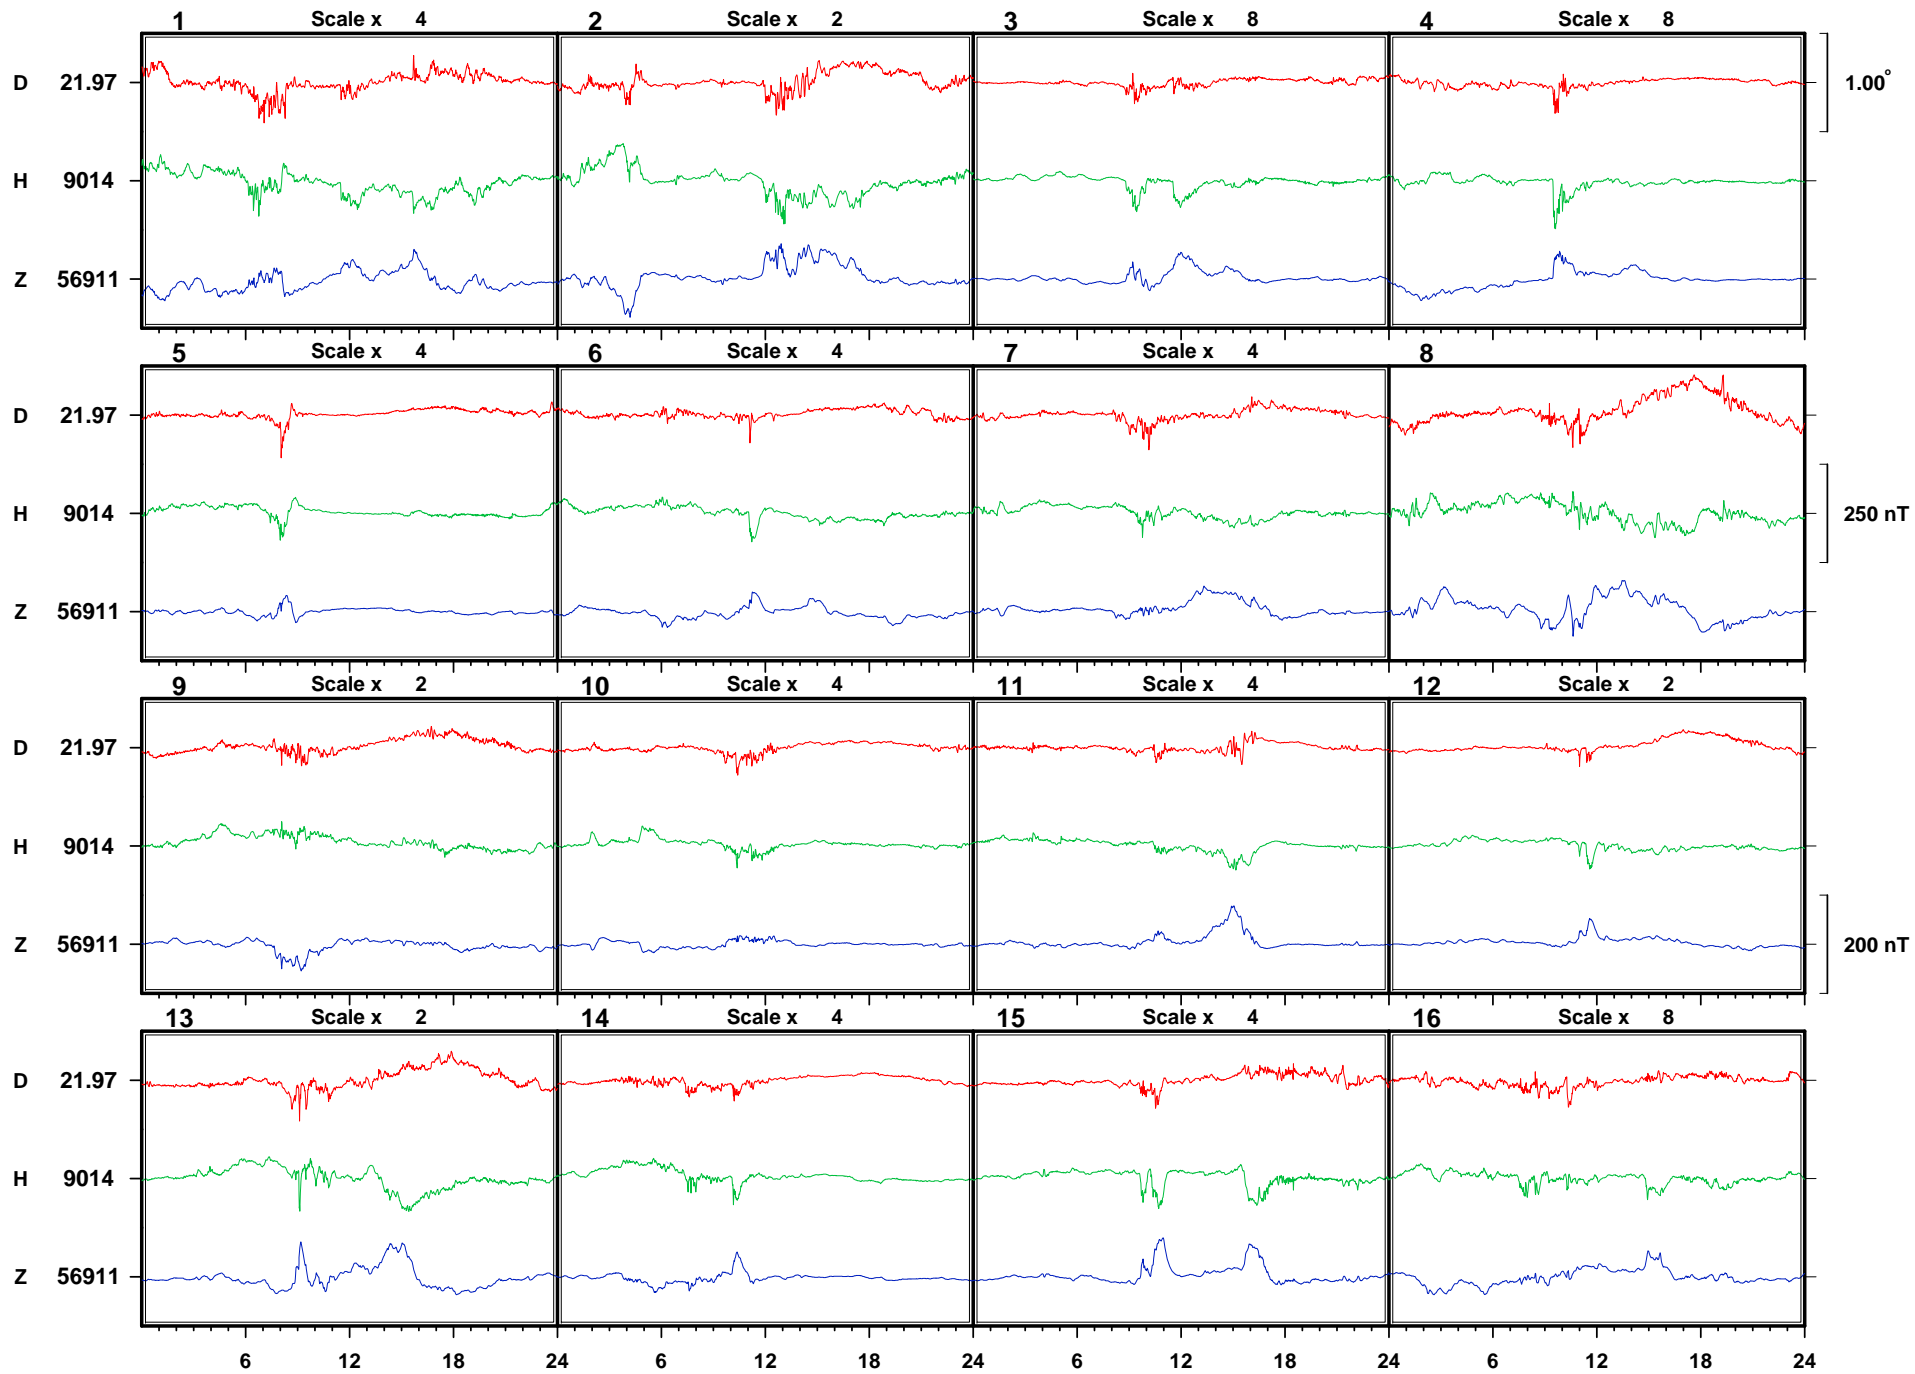 1 Scale x 4 2 Scale x 2 3 Scale x 8 4 Scale x 8
D 21.97 1.00°
H 9014
Z 56911
5 Scale x 4 6 Scale x 4 7 Scale x 4 8
D 21.97
H 9014 250 nT
Z 56911
9 Scale x 2 10 Scale x 4 11 Scale x 4 12 Scale x 2
D 21.97
H 9014
Z 56911 200 nT
13 Scale x 2 14 Scale x 4 15 Scale x 4 16 Scale x 8
D 21.97
H 9014
Z 56911
6 12 18 24 6 12 18 24 6 12 18 24 6 12 18 24